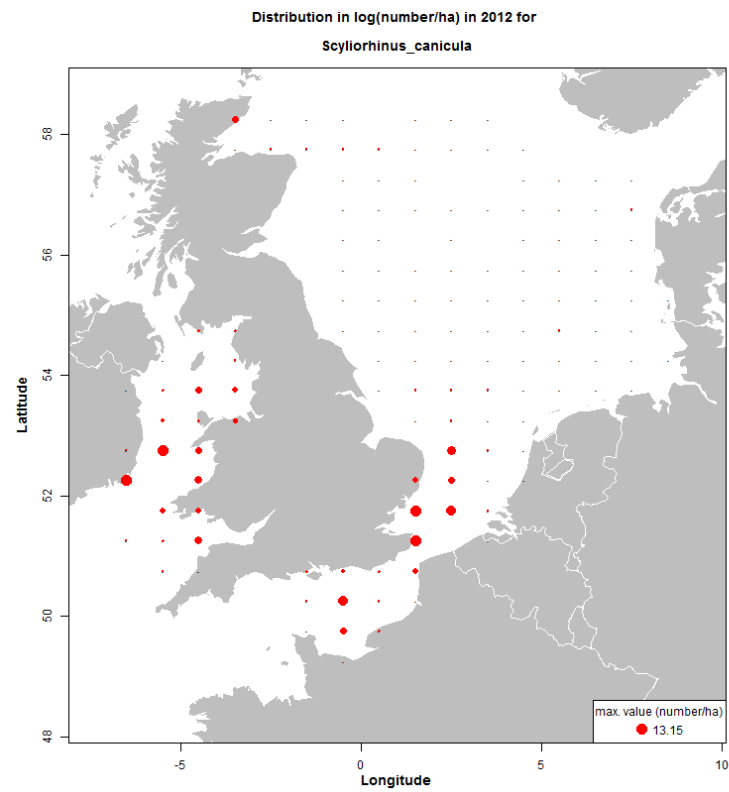 Distribution in log(number/ha) in 2012 for
Scyliorhinus_canicula
Latitude
58
56
54
52
50
48
-5
0
5
10
Longitude
max. value (number/ha)
13.15